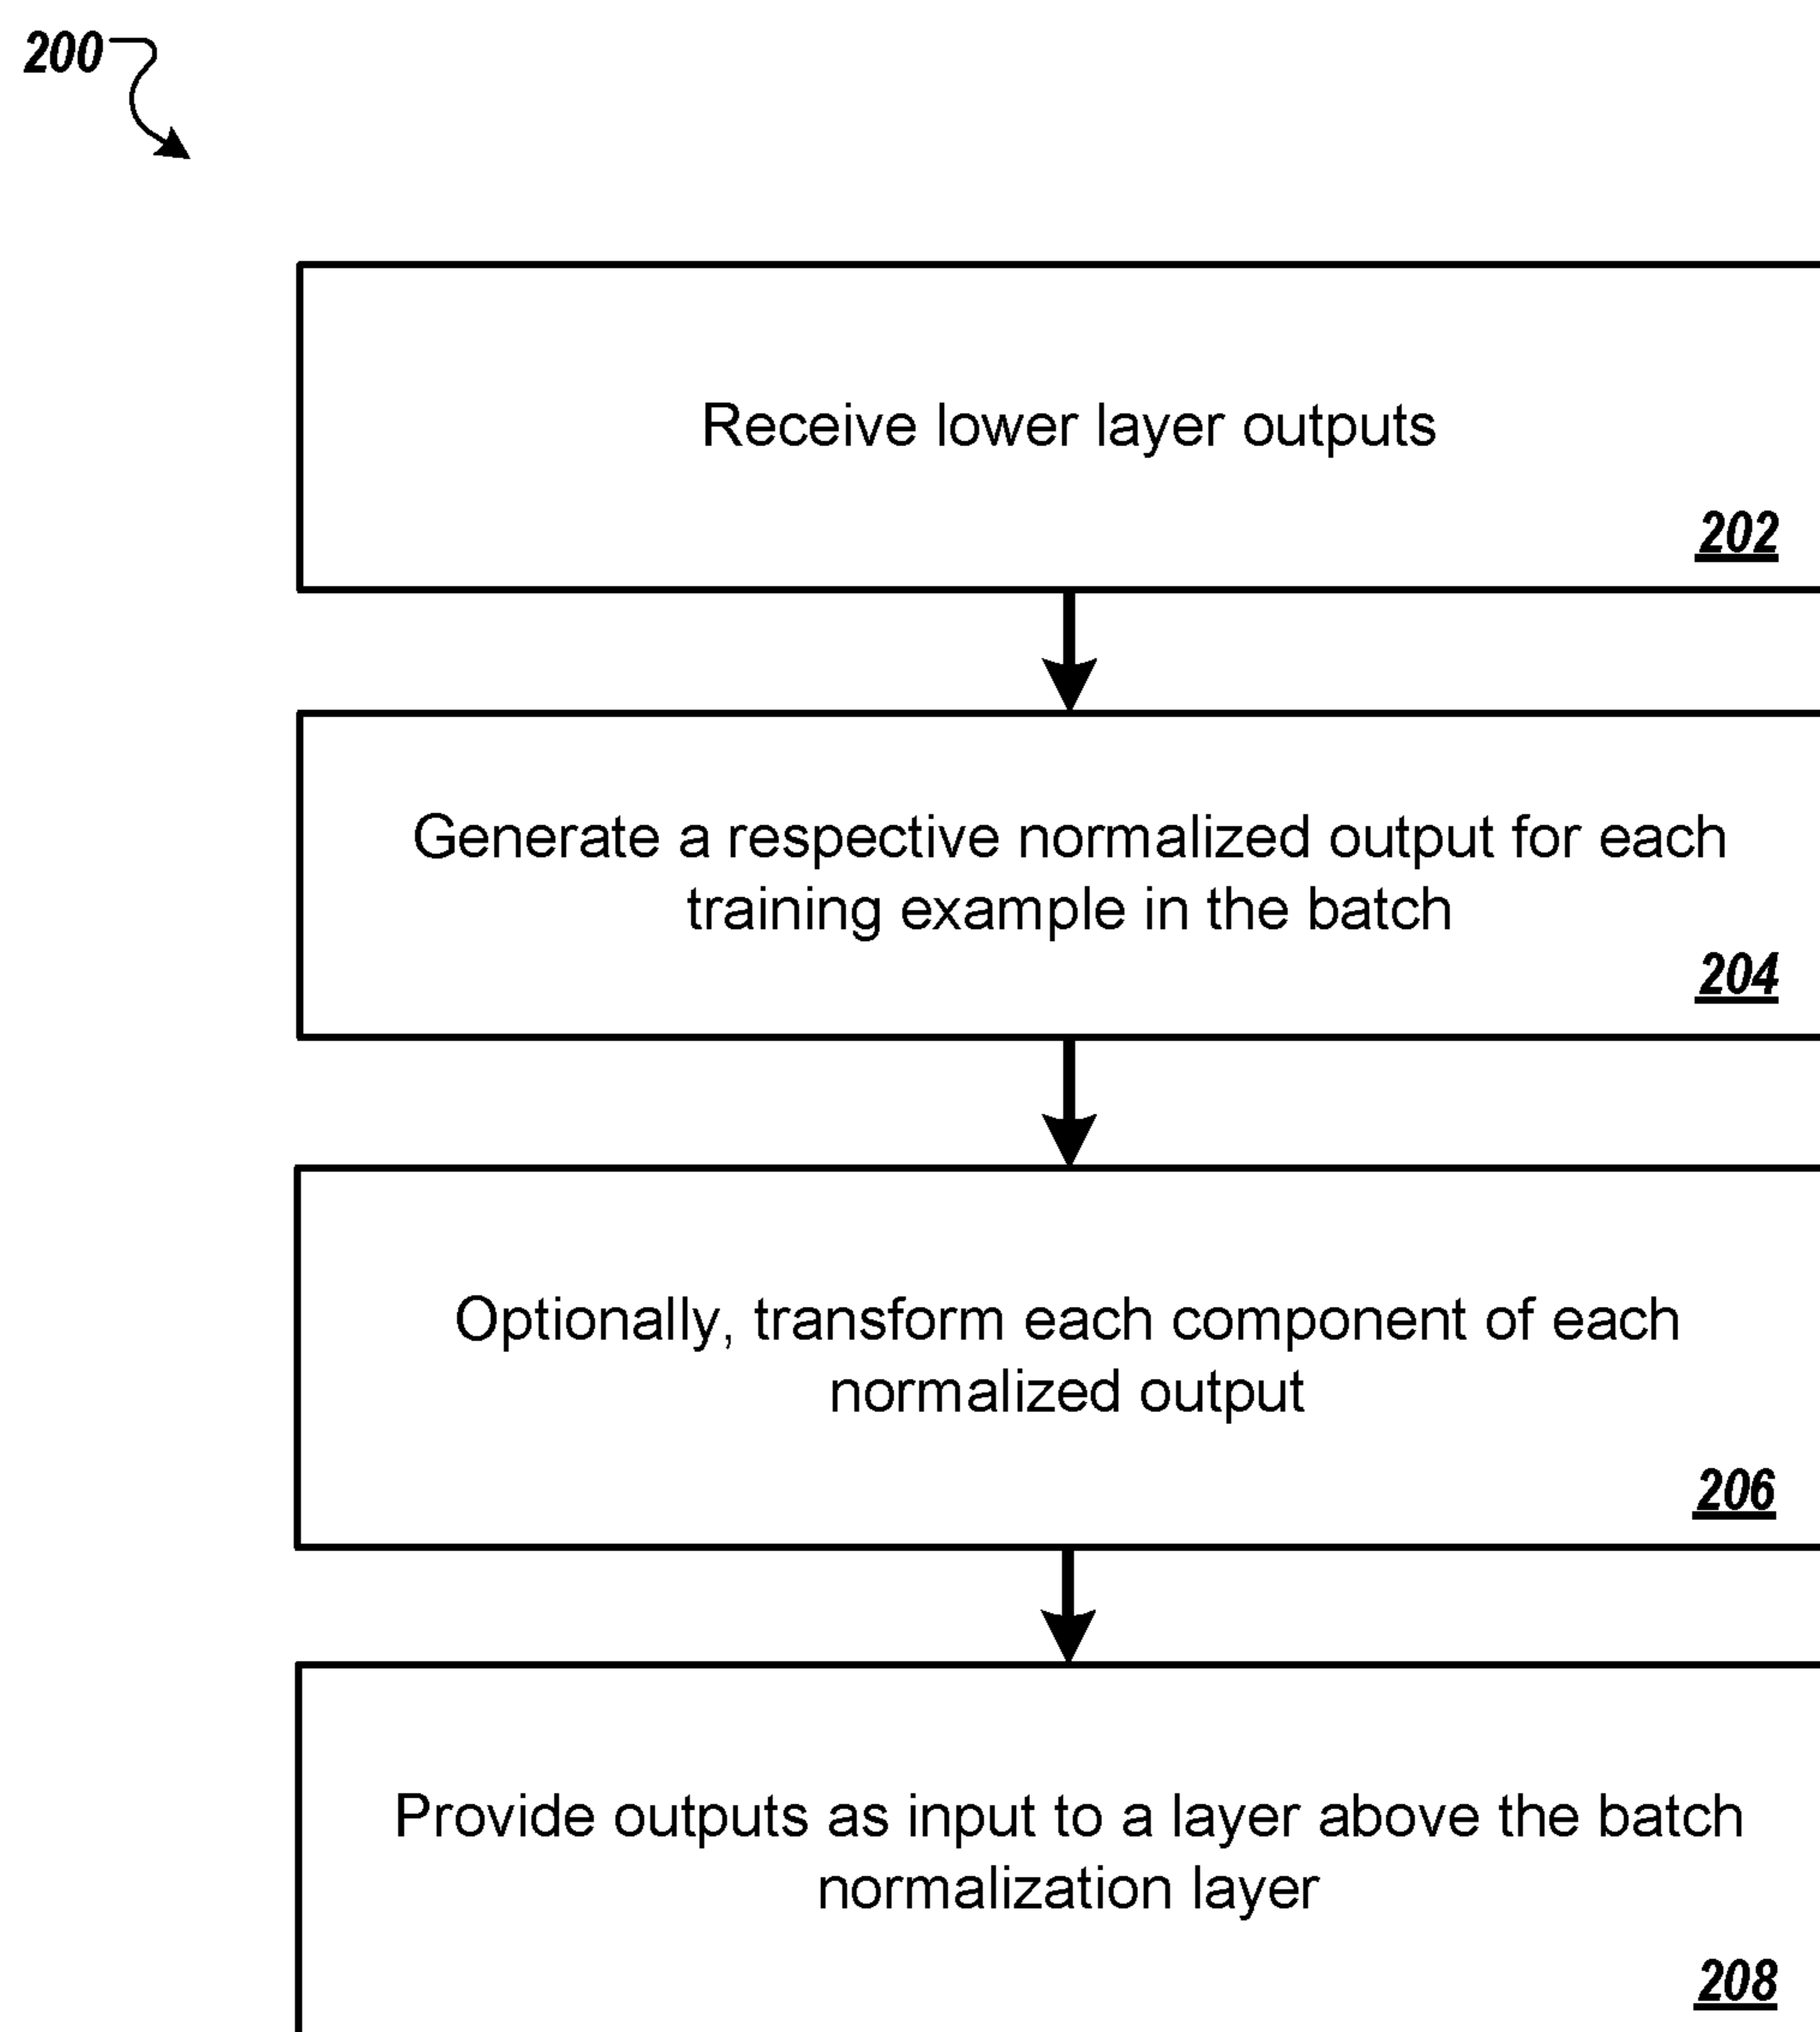 200
Receive lower layer outputs
202
Generate a respective normalized output for each
training example in the batch
204
Optionally, transform each component of each
normalized output
206
Provide outputs as input to a layer above the batch
normalization layer
208